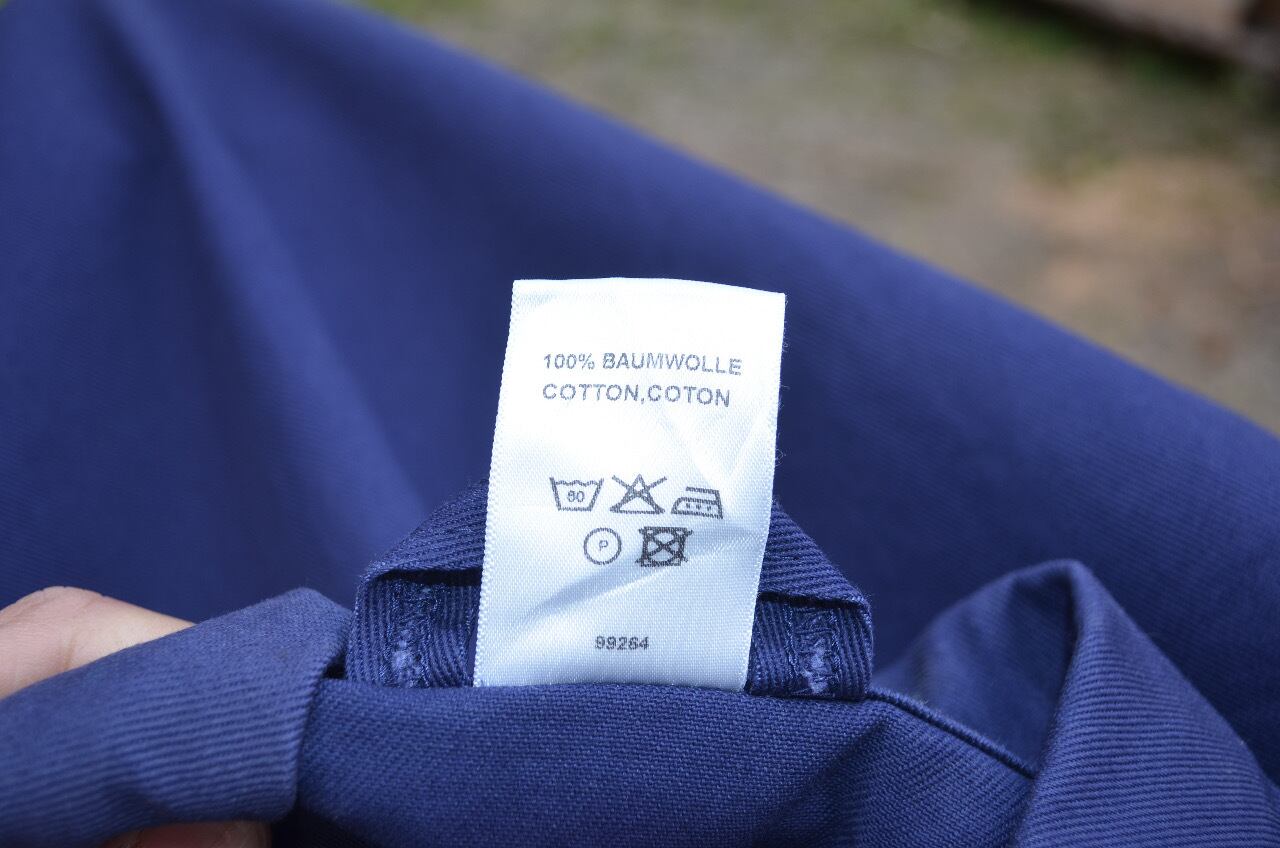 100% BAUMWOLLE
COTTON,COTON
60
P
99264